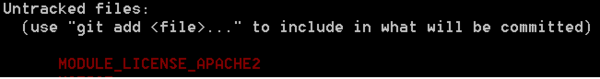 Untracked files:
(use "git add <file>..." to include in what will be committed)
MODULE_LICENSE_APACHE2